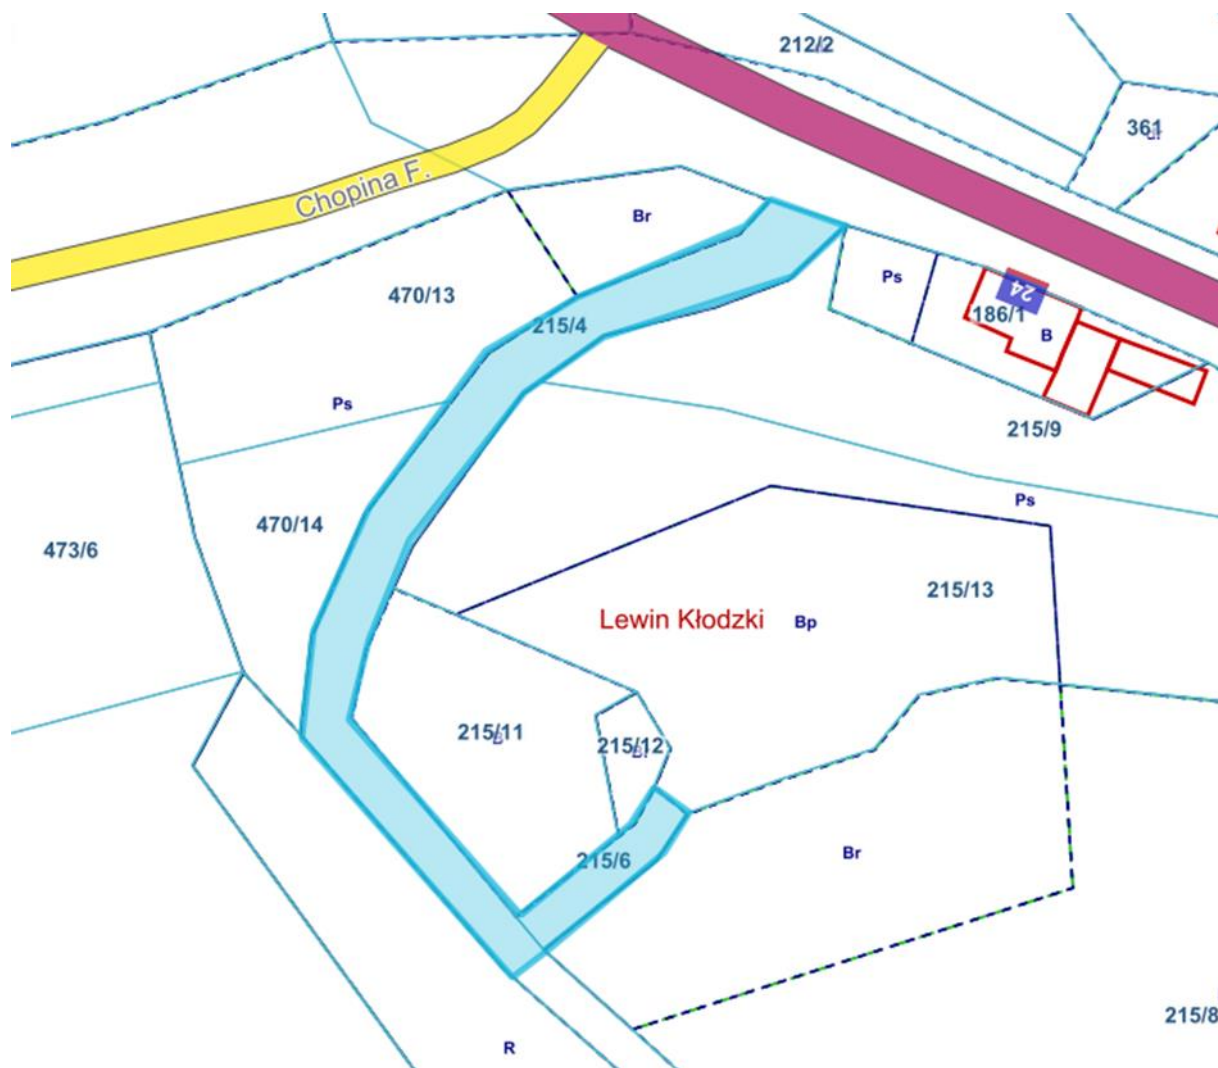 212/2
361
Chopina F.
Br
470/13
215/4
Ps
24
186/1
B
Ps
215/9
Ps
470/14
473/6
215/13
Lewin Kłodzki
Bp
215/11
215/12
215/6
Br
215/8
R